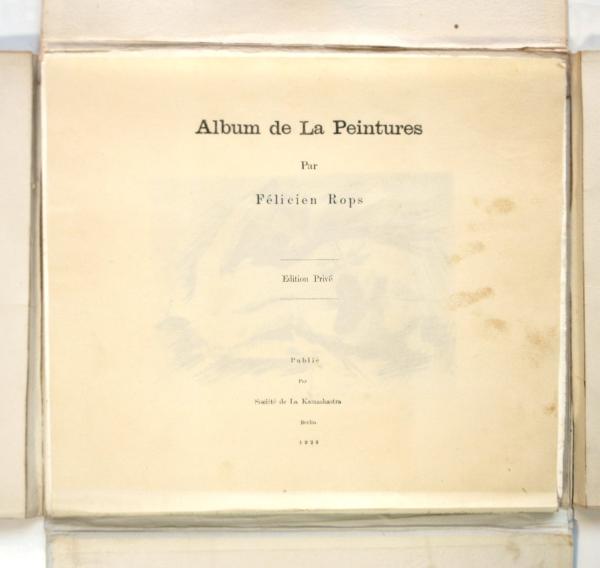 Album de La Peintures
Par
Félicien Rops
Edition Privé
Publié
Par
Société de La Kamashastra
Berlin